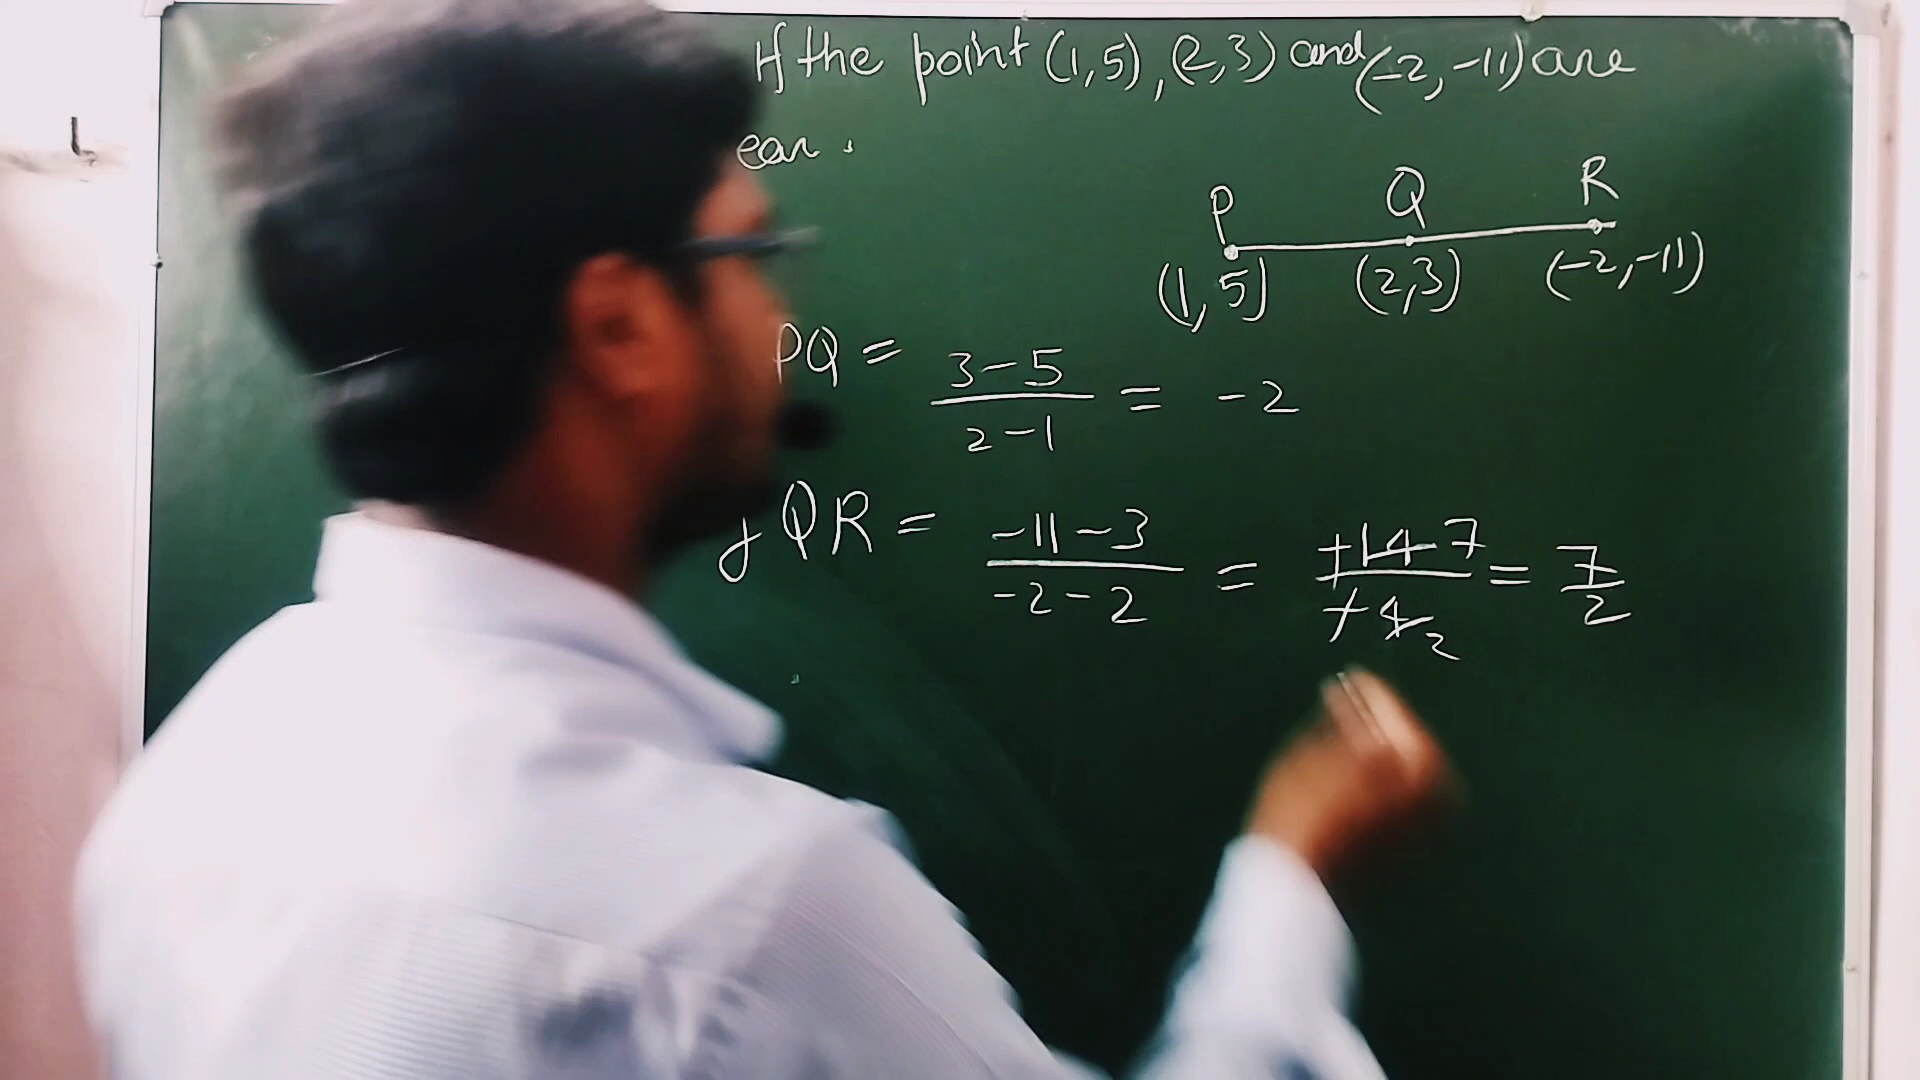 If the point (1,5), (2,3) and (-2,-11) are
ear.
P Q R
(1,5) (2,3) (-2,-11)
PQ = 3-5 / 2-1 = -2
f QR = -11-3 / -2-2 = +14 7 / +4 2 = 7/2